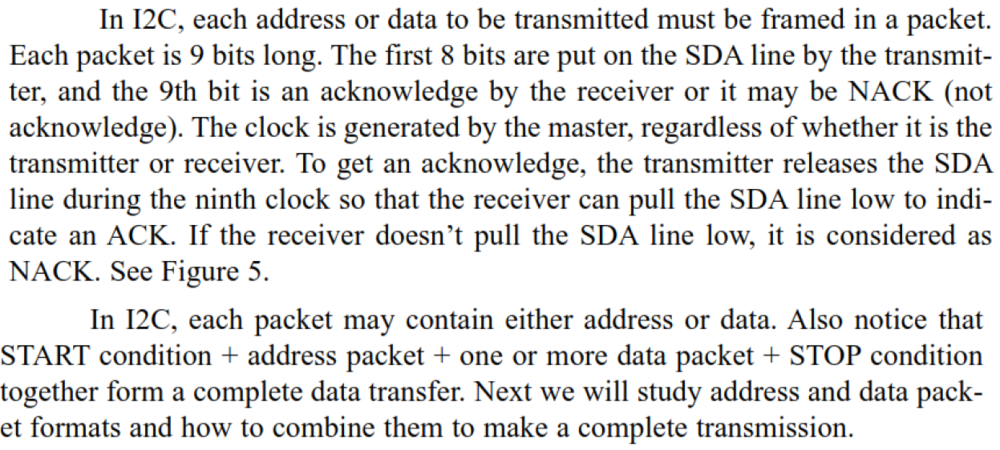 In I2C, each address or data to be transmitted must be framed in a packet.
Each packet is 9 bits long. The first 8 bits are put on the SDA line by the transmit-
ter, and the 9th bit is an acknowledge by the receiver or it may be NACK (not
acknowledge). The clock is generated by the master, regardless of whether it is the
transmitter or receiver. To get an acknowledge, the transmitter releases the SDA
line during the ninth clock so that the receiver can pull the SDA line low to indi-
cate an ACK. If the receiver doesn’t pull the SDA line low, it is considered as
NACK. See Figure 5.
In I2C, each packet may contain either address or data. Also notice that
START condition + address packet + one or more data packet + STOP condition
together form a complete data transfer. Next we will study address and data pack-
et formats and how to combine them to make a complete transmission.